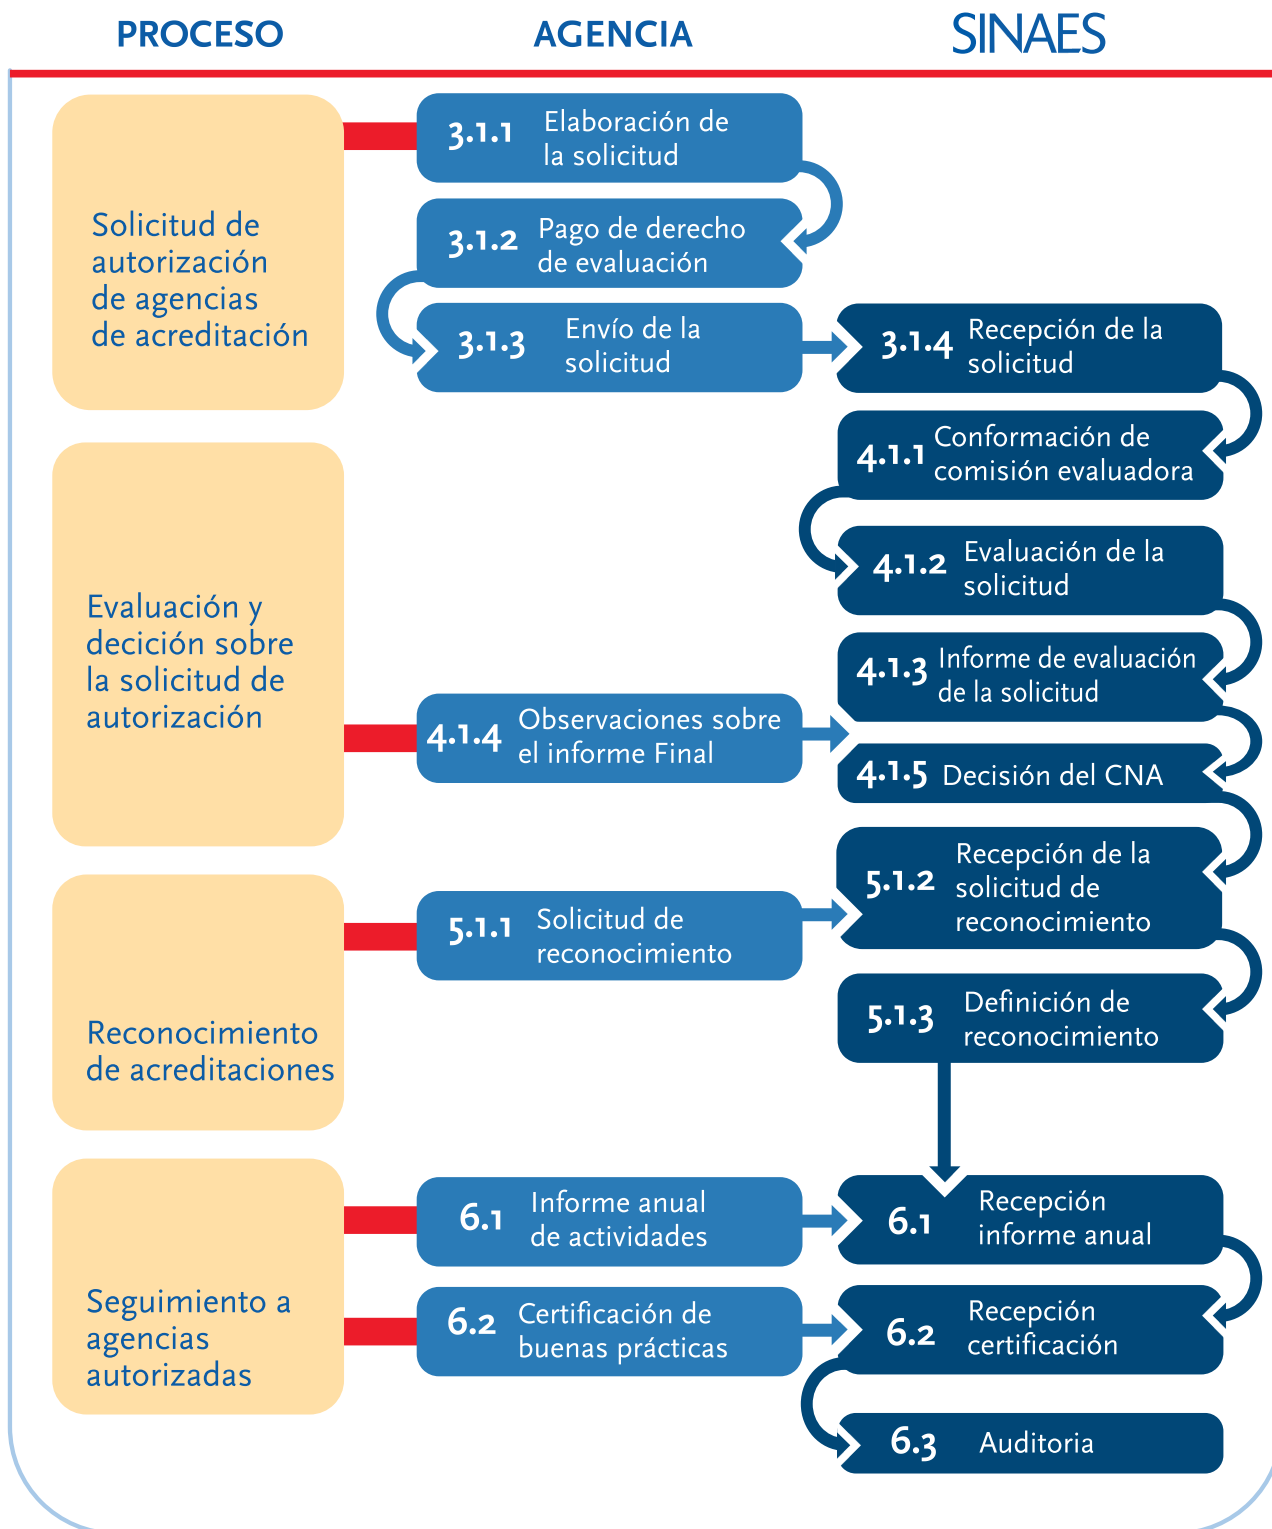 PROCESO
AGENCIA
SINAES
Solicitud de
autorización
de agencias
de acreditación
3.1.1
Elaboración de
la solicitud
3.1.2
Pago de derecho
de evaluación
3.1.3
Envío de la
solicitud
3.1.4
Recepción de la
solicitud
Evaluación y
decición sobre
la solicitud de
autorización
4.1.1
Conformación de
comisión evaluadora
4.1.2
Evaluación de la
solicitud
4.1.3
Informe de evaluación
de la solicitud
4.1.4
Observaciones sobre
el informe Final
4.1.5
Decisión del CNA
Reconocimiento
de acreditaciones
5.1.1
Solicitud de
reconocimiento
5.1.2
Recepción de la
solicitud de
reconocimiento
5.1.3
Definición de
reconocimiento
Seguimiento a
agencias
autorizadas
6.1
Informe anual
de actividades
6.1
Recepción
informe anual
6.2
Certificación de
buenas prácticas
6.2
Recepción
certificación
6.3
Auditoria